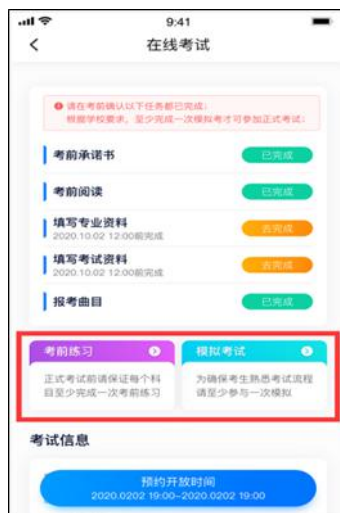 9:41
在线考试
请在考前确认以下任务都已完成:
根据学校要求,至少完成一次模拟考才可参加正式考试;
考前承诺书
已完成
考前阅读
已完成
填写专业资料
去完成
2020.10.02 12:00前完成
填写考试资料
去完成
2020.10.02 12:00前完成
报考曲目
已完成
考前练习
模拟考试
正式考试前请保证每个科
目至少完成一次考前练习
为确保考生熟悉考试流程
请至少参与一次模拟
考试信息
预约开放时间
2020.0202 19:00-2020.0202 19:00